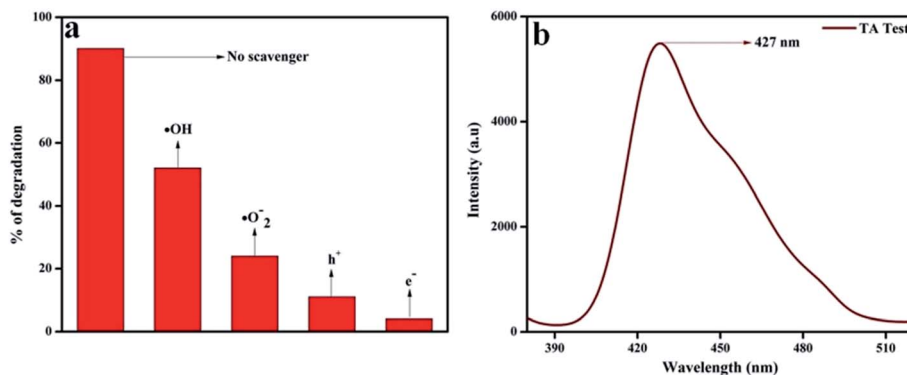 a
% of degradation
100
80
60
40
20
0
No scavenger
•OH
•O⁻₂
h⁺
e⁻
b
TA Test
427 nm
Intensity (a.u)
6000
4000
2000
0
390
420
450
480
510
Wavelength (nm)